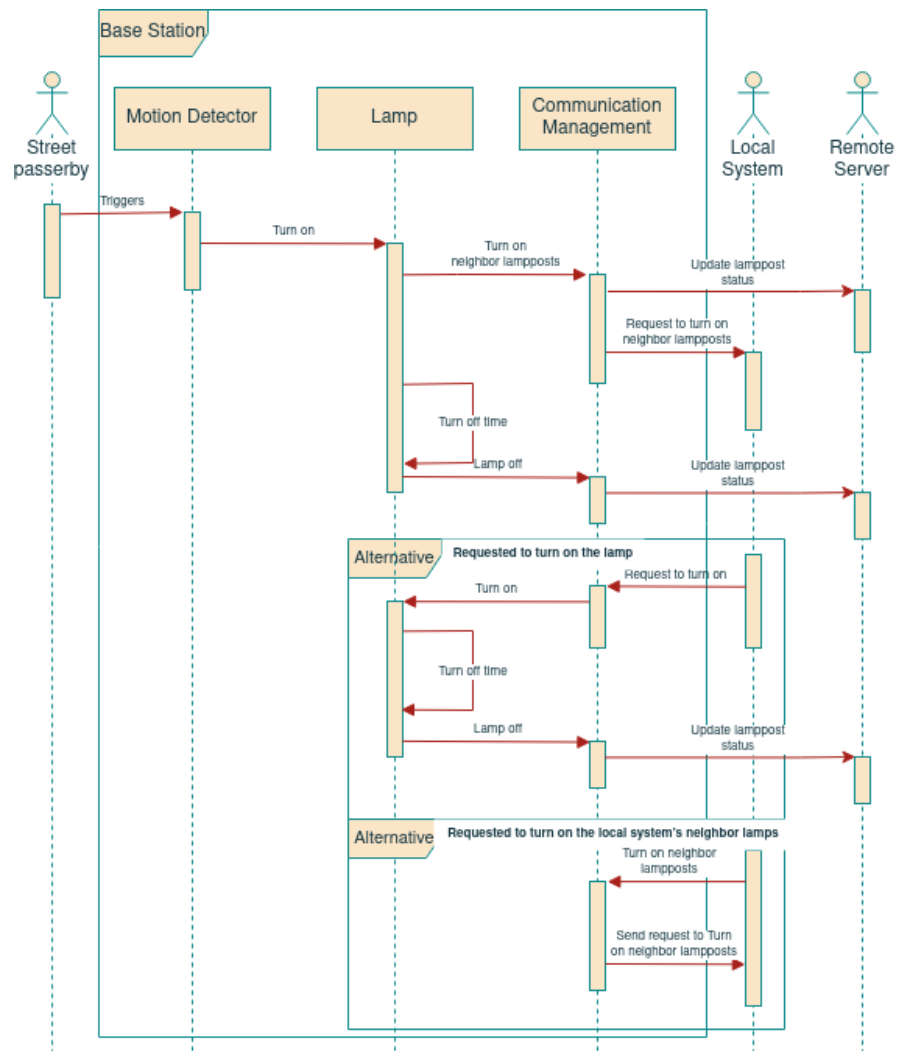 Base Station
Motion Detector
Lamp
Communication
Management
Street
passerby
Local
System
Remote
Server
Triggers
Turn on
Turn on
neighbor lampposts
Update lamppost
status
Request to turn on
neighbor lampposts
Turn off time
Lamp off
Update lamppost
status
Alternative
Requested to turn on the lamp
Request to turn on
Turn on
Turn off time
Lamp off
Update lamppost
status
Alternative
Requested to turn on the local system's neighbor lamps
Turn on neighbor
lampposts
Send request to Turn
on neighbor lampposts